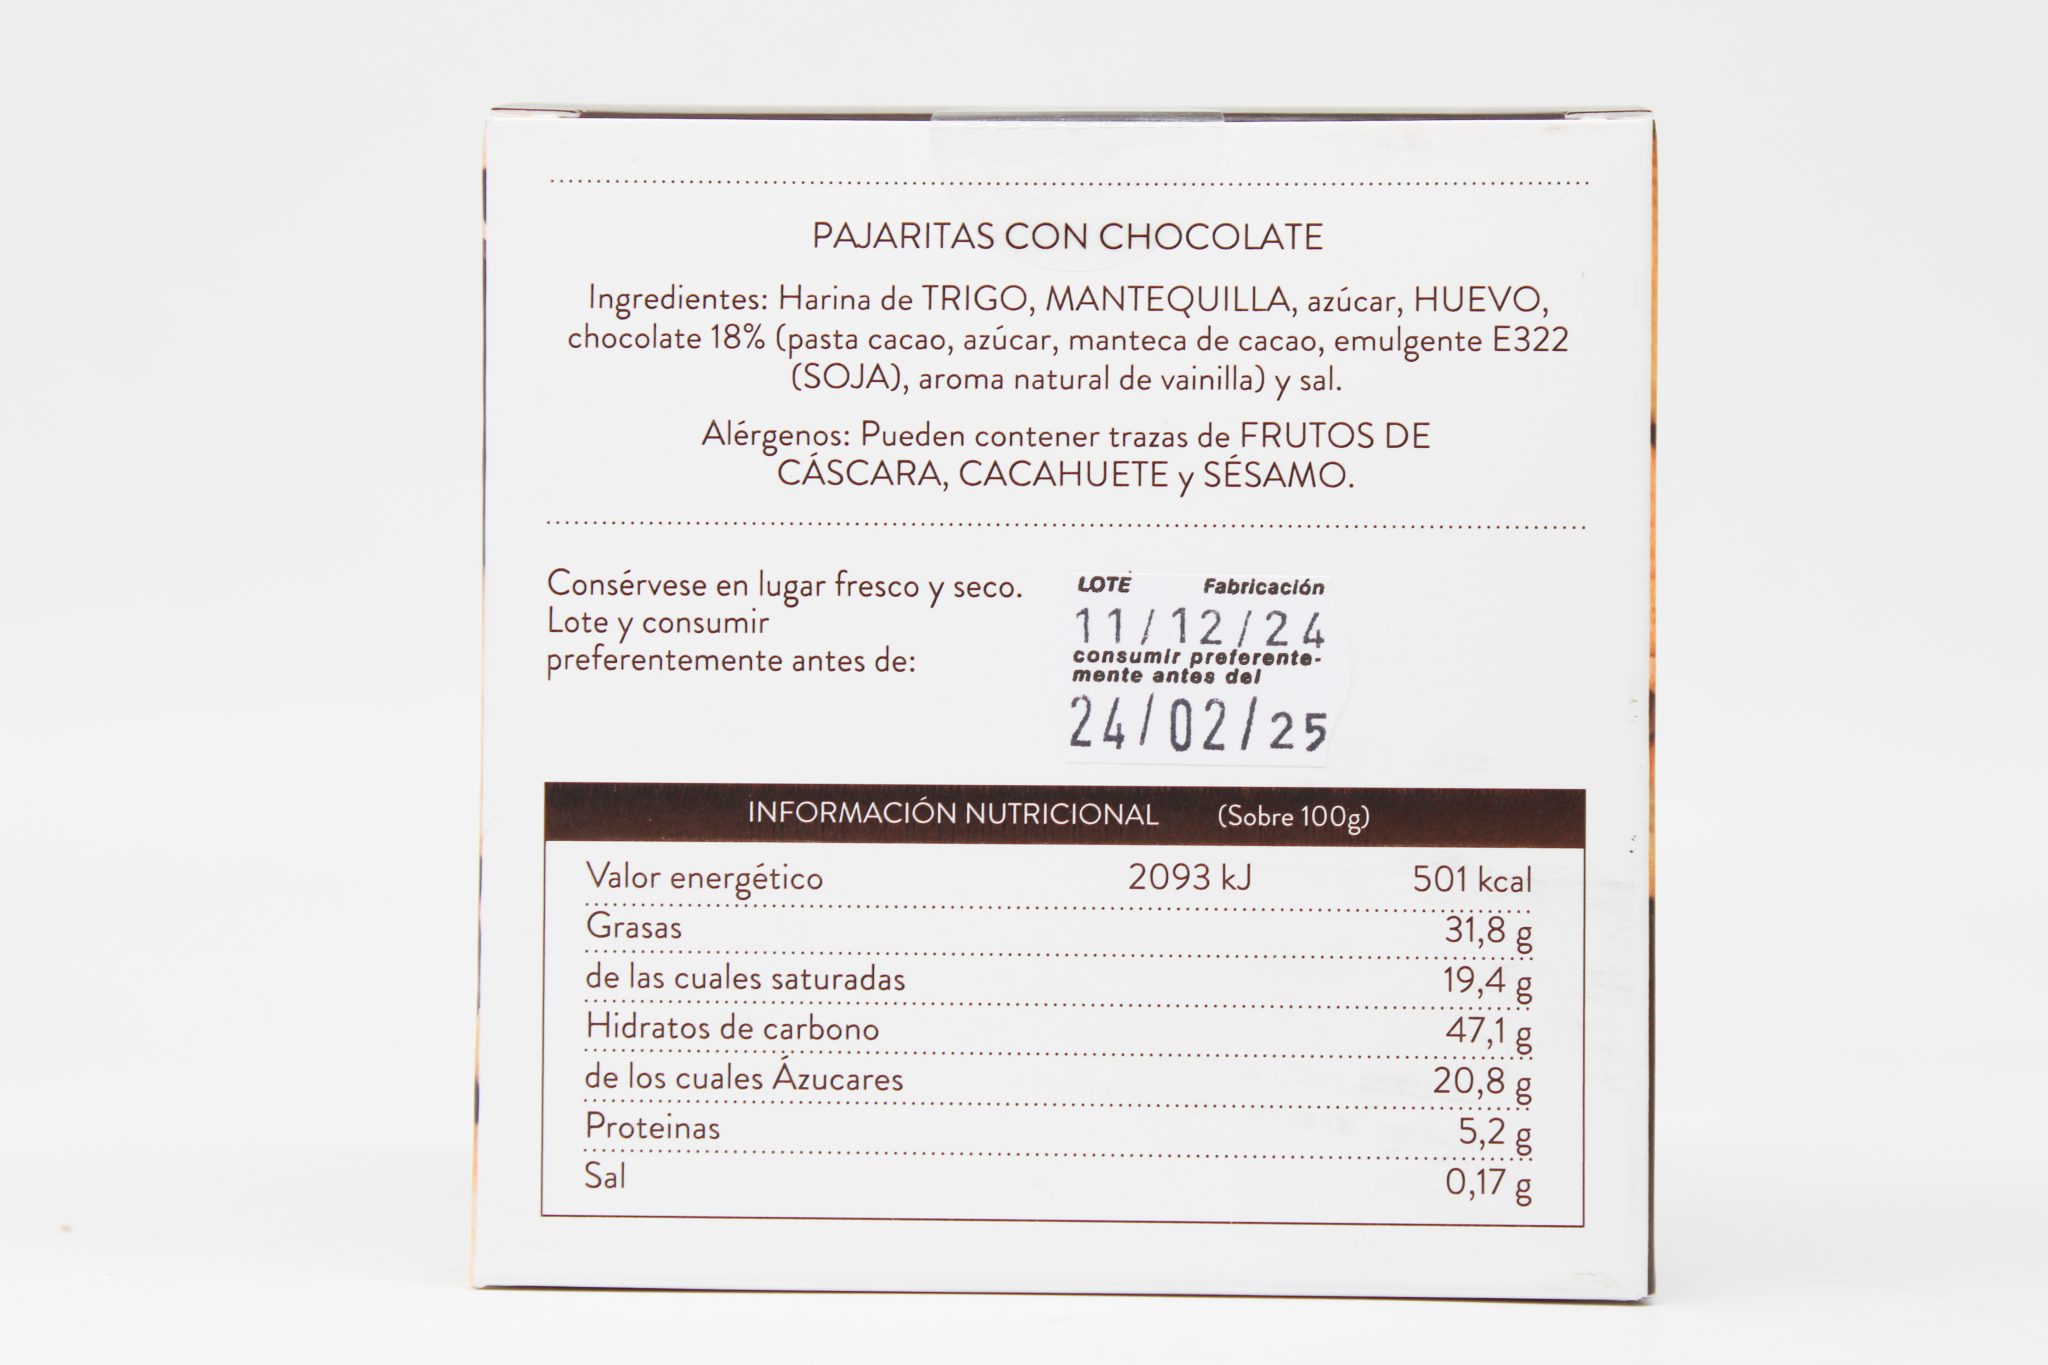 PAJARITAS CON CHOCOLATE
Ingredientes: Harina de TRIGO, MANTEQUILLA, azúcar, HUEVO,
chocolate 18% (pasta cacao, azúcar, manteca de cacao, emulgente E322
(SOJA), aroma natural de vainilla) y sal.
Alérgenos: Pueden contener trazas de FRUTOS DE
CÁSCARA, CACAHUETE y SÉSAMO.
Consérvese en lugar fresco y seco.
Lote y consumir
preferentemente antes de:
LOTE Fabricación
11/12/24
consumir preferente-
mente antes del
24/02/25
INFORMACIÓN NUTRICIONAL (Sobre 100g)
Valor energético 2093 kJ 501 kcal
Grasas 31,8 g
de las cuales saturadas 19,4 g
Hidratos de carbono 47,1 g
de los cuales Ázucares 20,8 g
Proteinas 5,2 g
Sal 0,17 g